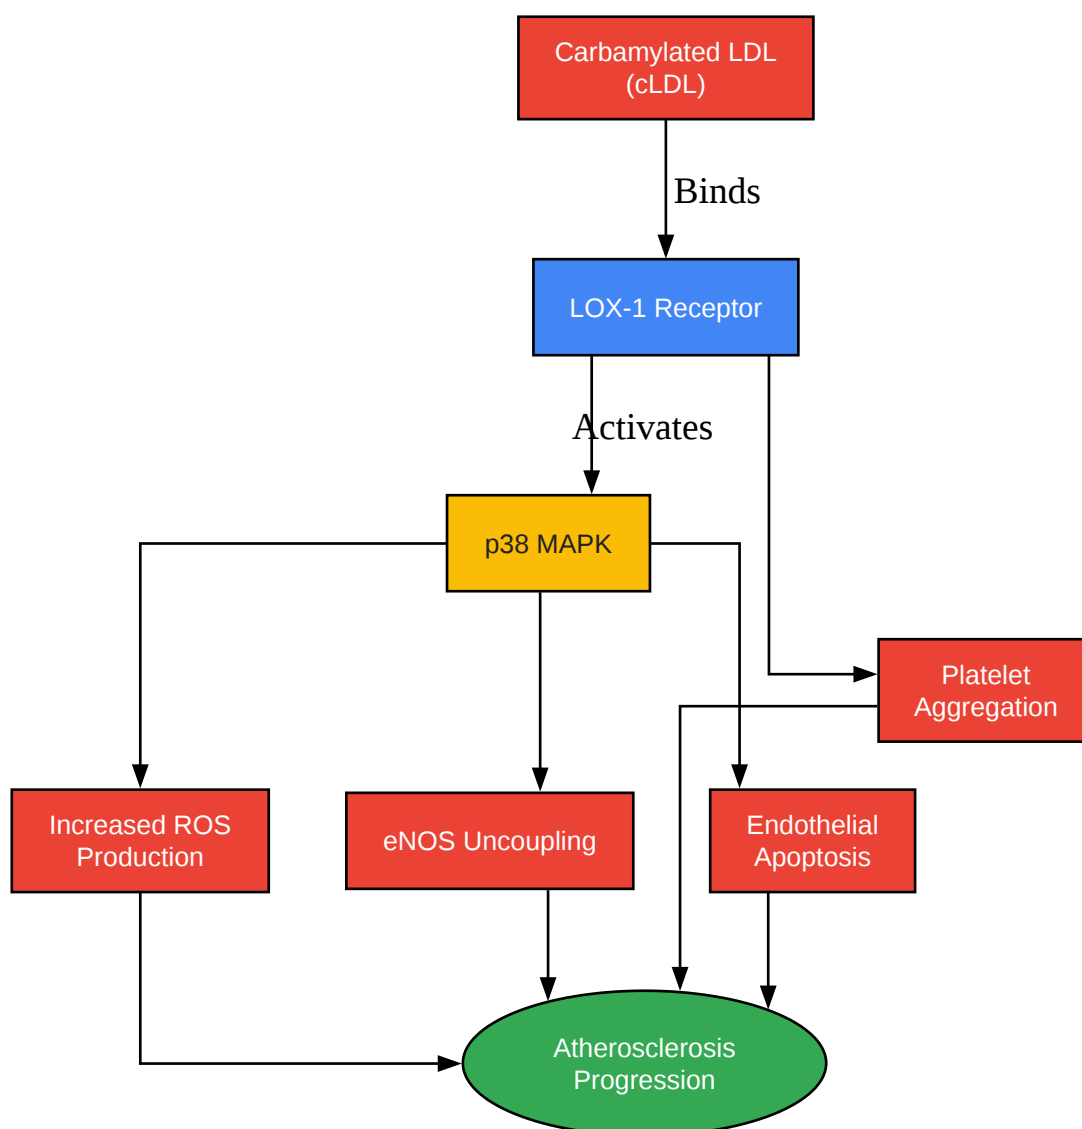 Carbamylated LDL
(cLDL)
Binds
LOX-1 Receptor
Activates
p38 MAPK
Platelet
Aggregation
Increased ROS
Production
eNOS Uncoupling
Endothelial
Apoptosis
Atherosclerosis
Progression